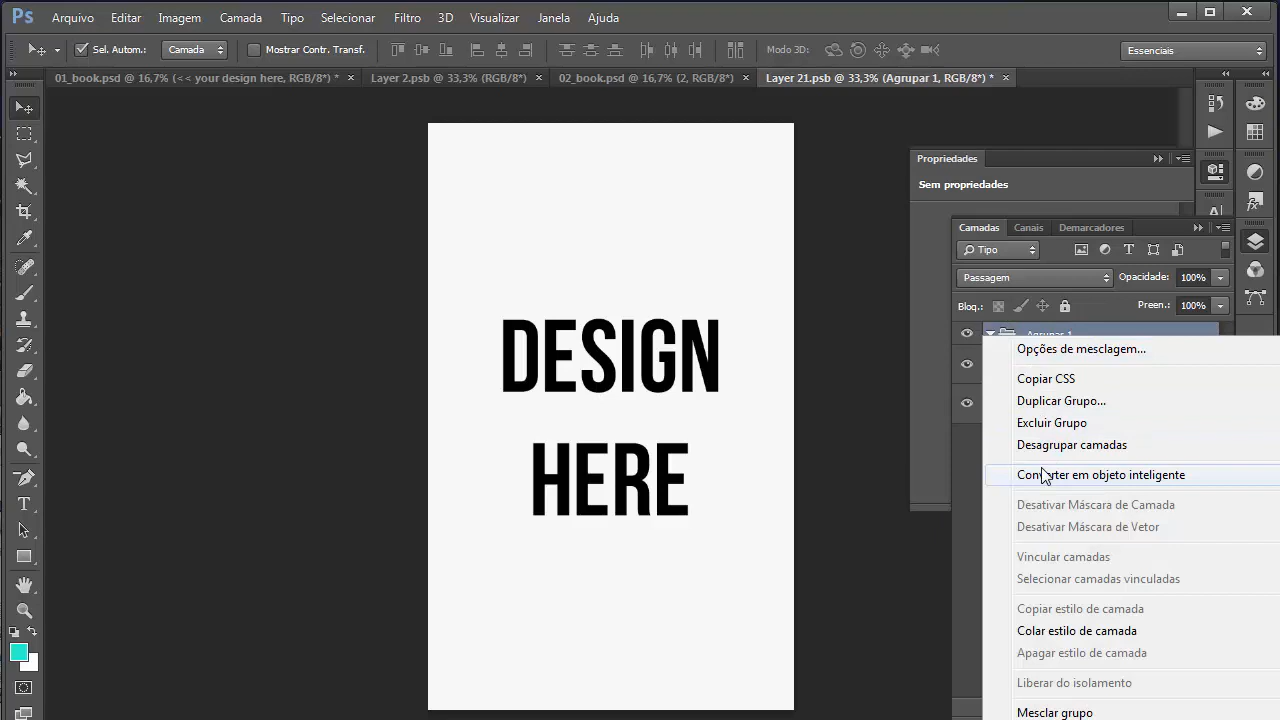 Ps Arquivo Editar Imagem Camada Tipo Selecionar Filtro 3D Visualizar Janela Ajuda
Sel. Autom.: Camada Mostrar Contr. Transf. Modo 3D: Essenciais
01_book.psd @ 16,7% (<< your design here, RGB/8*) * × Layer 2.psb @ 33,3% (RGB/8*) × 02_book.psd @ 16,7% (2, RGB/8*) × Layer 21.psb @ 33,3% (Agrupar 1, RGB/8*) * ×
Propriedades
Sem propriedades
Camadas Canais Demarcadores
Tipo
Passagem Opacidade: 100%
Bloq.: Preen.: 100%
Agrupar 1
DESIGN
HERE
Opções de mesclagem...
Copiar CSS
Duplicar Grupo...
Excluir Grupo
Desagrupar camadas
Converter em objeto inteligente
Desativar Máscara de Camada
Desativar Máscara de Vetor
Vincular camadas
Selecionar camadas vinculadas
Copiar estilo de camada
Colar estilo de camada
Apagar estilo de camada
Liberar do isolamento
Mesclar grupo